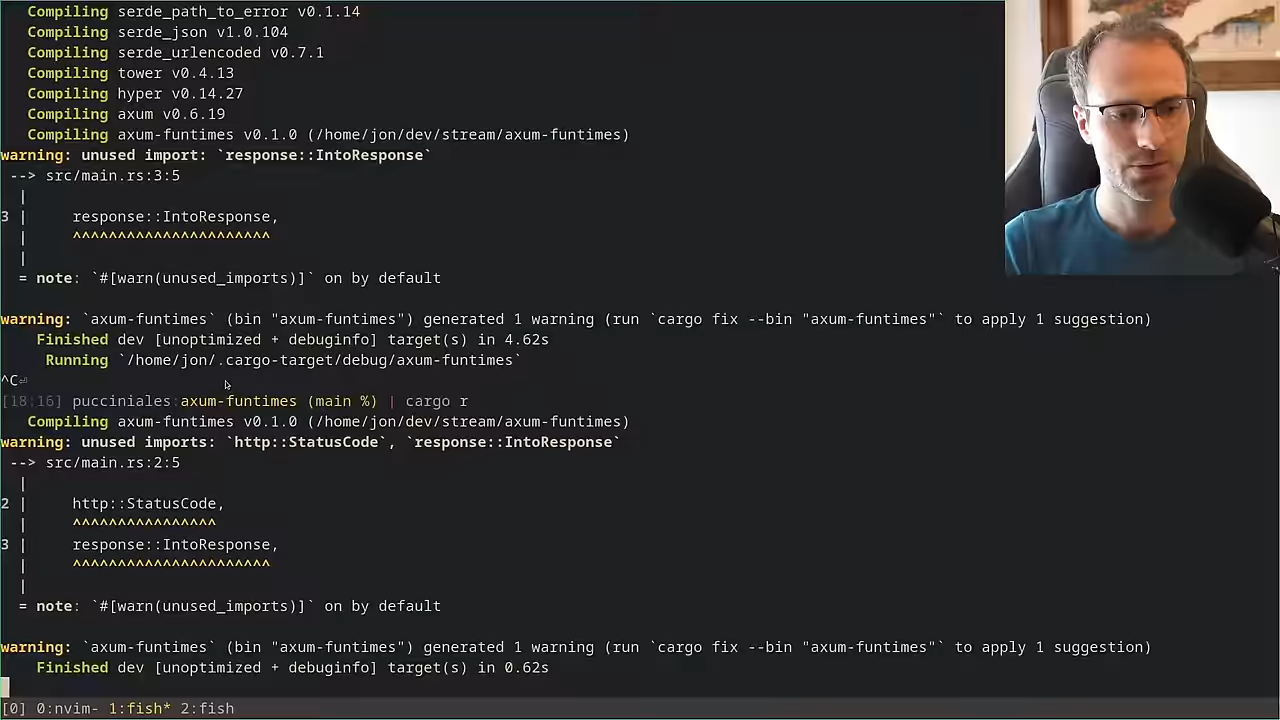 Compiling serde_path_to_error v0.1.14
Compiling serde_json v1.0.104
Compiling serde_urlencoded v0.7.1
Compiling tower v0.4.13
Compiling hyper v0.14.27
Compiling axum v0.6.19
Compiling axum-funtimes v0.1.0 (/home/jon/dev/stream/axum-funtimes)
warning: unused import: `response::IntoResponse`
--> src/main.rs:3:5
|
3 | response::IntoResponse,
| ^^^^^^^^^^^^^^^^^^^^^^
|
= note: `#[warn(unused_imports)]` on by default
warning: `axum-funtimes` (bin "axum-funtimes") generated 1 warning (run `cargo fix --bin "axum-funtimes"` to apply 1 suggestion)
Finished dev [unoptimized + debuginfo] target(s) in 4.62s
Running `/home/jon/.cargo-target/debug/axum-funtimes`
^C⏎
[18:16] pucciniales:axum-funtimes (main %) | cargo r
Compiling axum-funtimes v0.1.0 (/home/jon/dev/stream/axum-funtimes)
warning: unused imports: `http::StatusCode`, `response::IntoResponse`
--> src/main.rs:2:5
|
2 | http::StatusCode,
| ^^^^^^^^^^^^^^^^
3 | response::IntoResponse,
| ^^^^^^^^^^^^^^^^^^^^^^
|
= note: `#[warn(unused_imports)]` on by default
warning: `axum-funtimes` (bin "axum-funtimes") generated 1 warning (run `cargo fix --bin "axum-funtimes"` to apply 1 suggestion)
Finished dev [unoptimized + debuginfo] target(s) in 0.62s
[0] 0:nvim- 1:fish* 2:fish